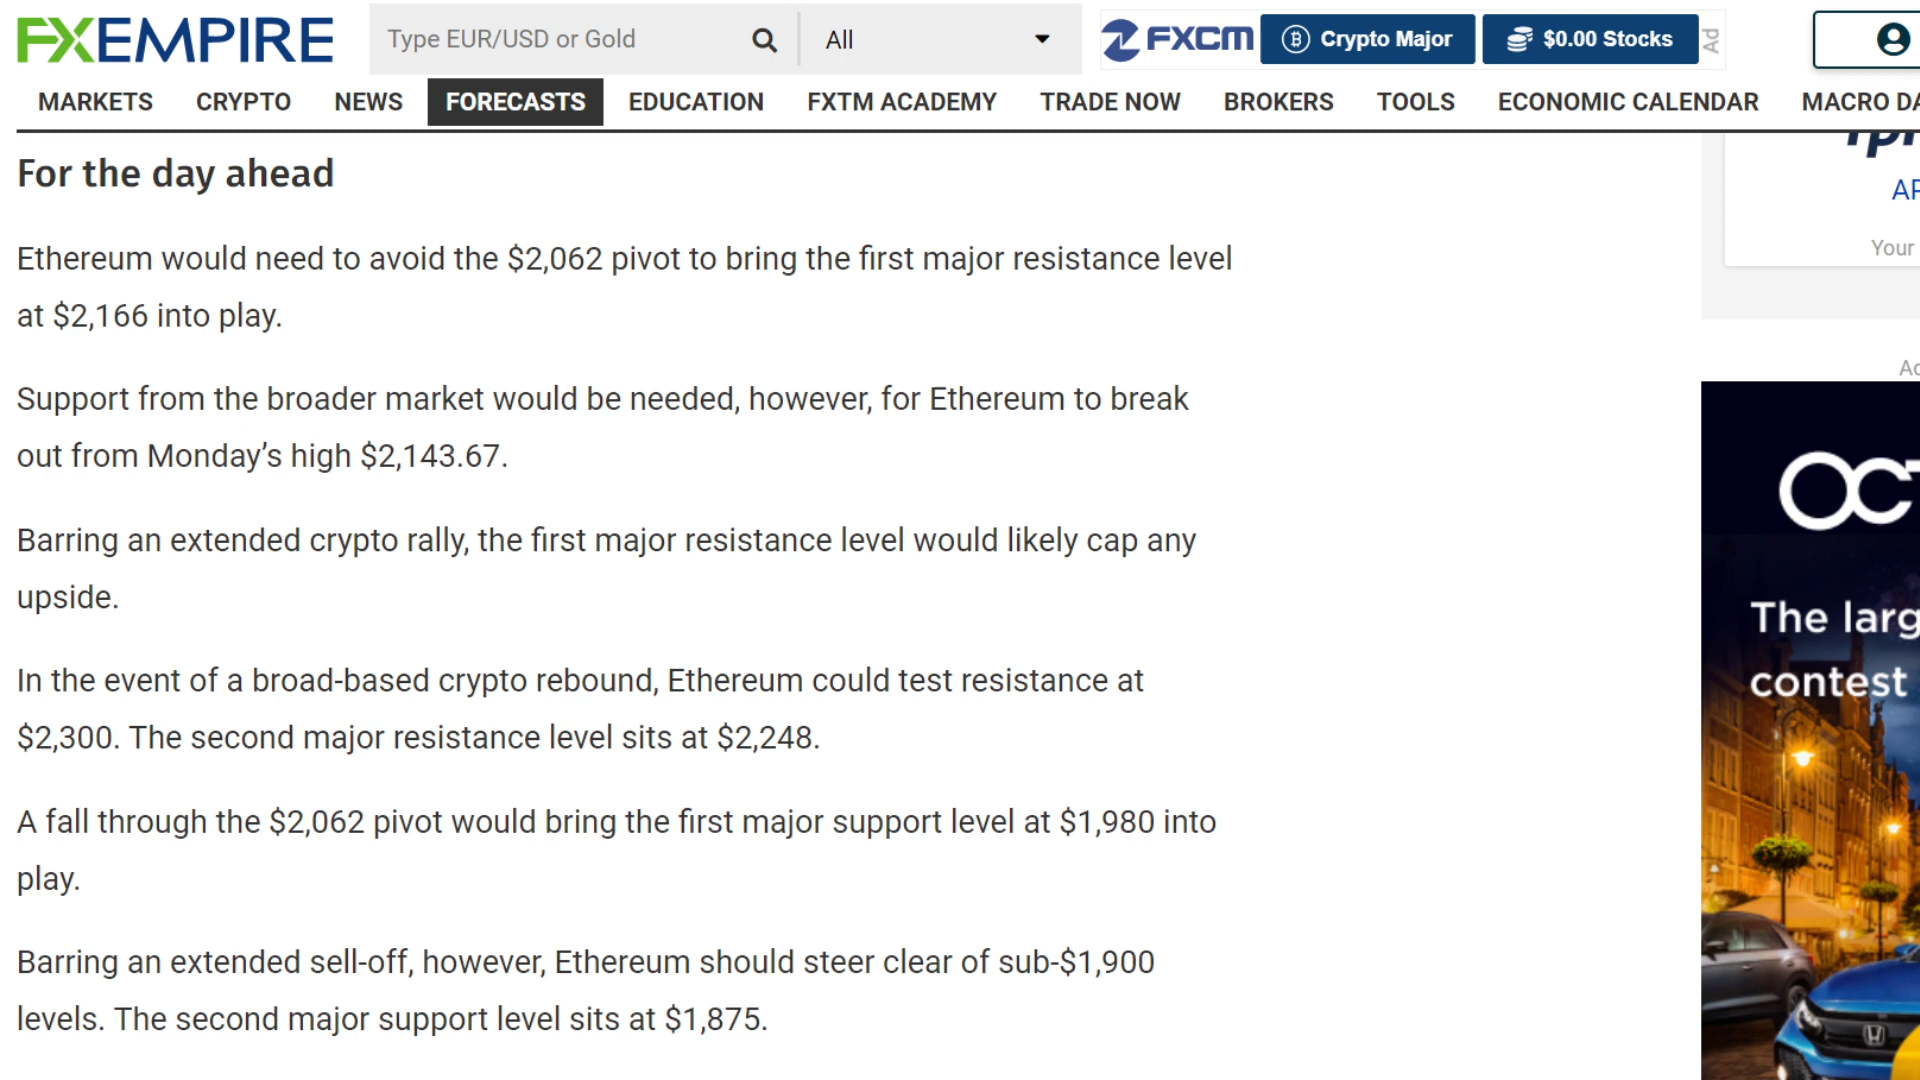 FXEMPIRE
Type EUR/USD or Gold
All
FXCM
Crypto Major
$0.00 Stocks
Ad
MARKETS CRYPTO NEWS FORECASTS EDUCATION FXTM ACADEMY TRADE NOW BROKERS TOOLS ECONOMIC CALENDAR MACRO
For the day ahead
Ethereum would need to avoid the $2,062 pivot to bring the first major resistance level
at $2,166 into play.
Support from the broader market would be needed, however, for Ethereum to break
out from Monday’s high $2,143.67.
Barring an extended crypto rally, the first major resistance level would likely cap any
upside.
In the event of a broad-based crypto rebound, Ethereum could test resistance at
$2,300. The second major resistance level sits at $2,248.
A fall through the $2,062 pivot would bring the first major support level at $1,980 into
play.
Barring an extended sell-off, however, Ethereum should steer clear of sub-$1,900
levels. The second major support level sits at $1,875.
Your
The
contest